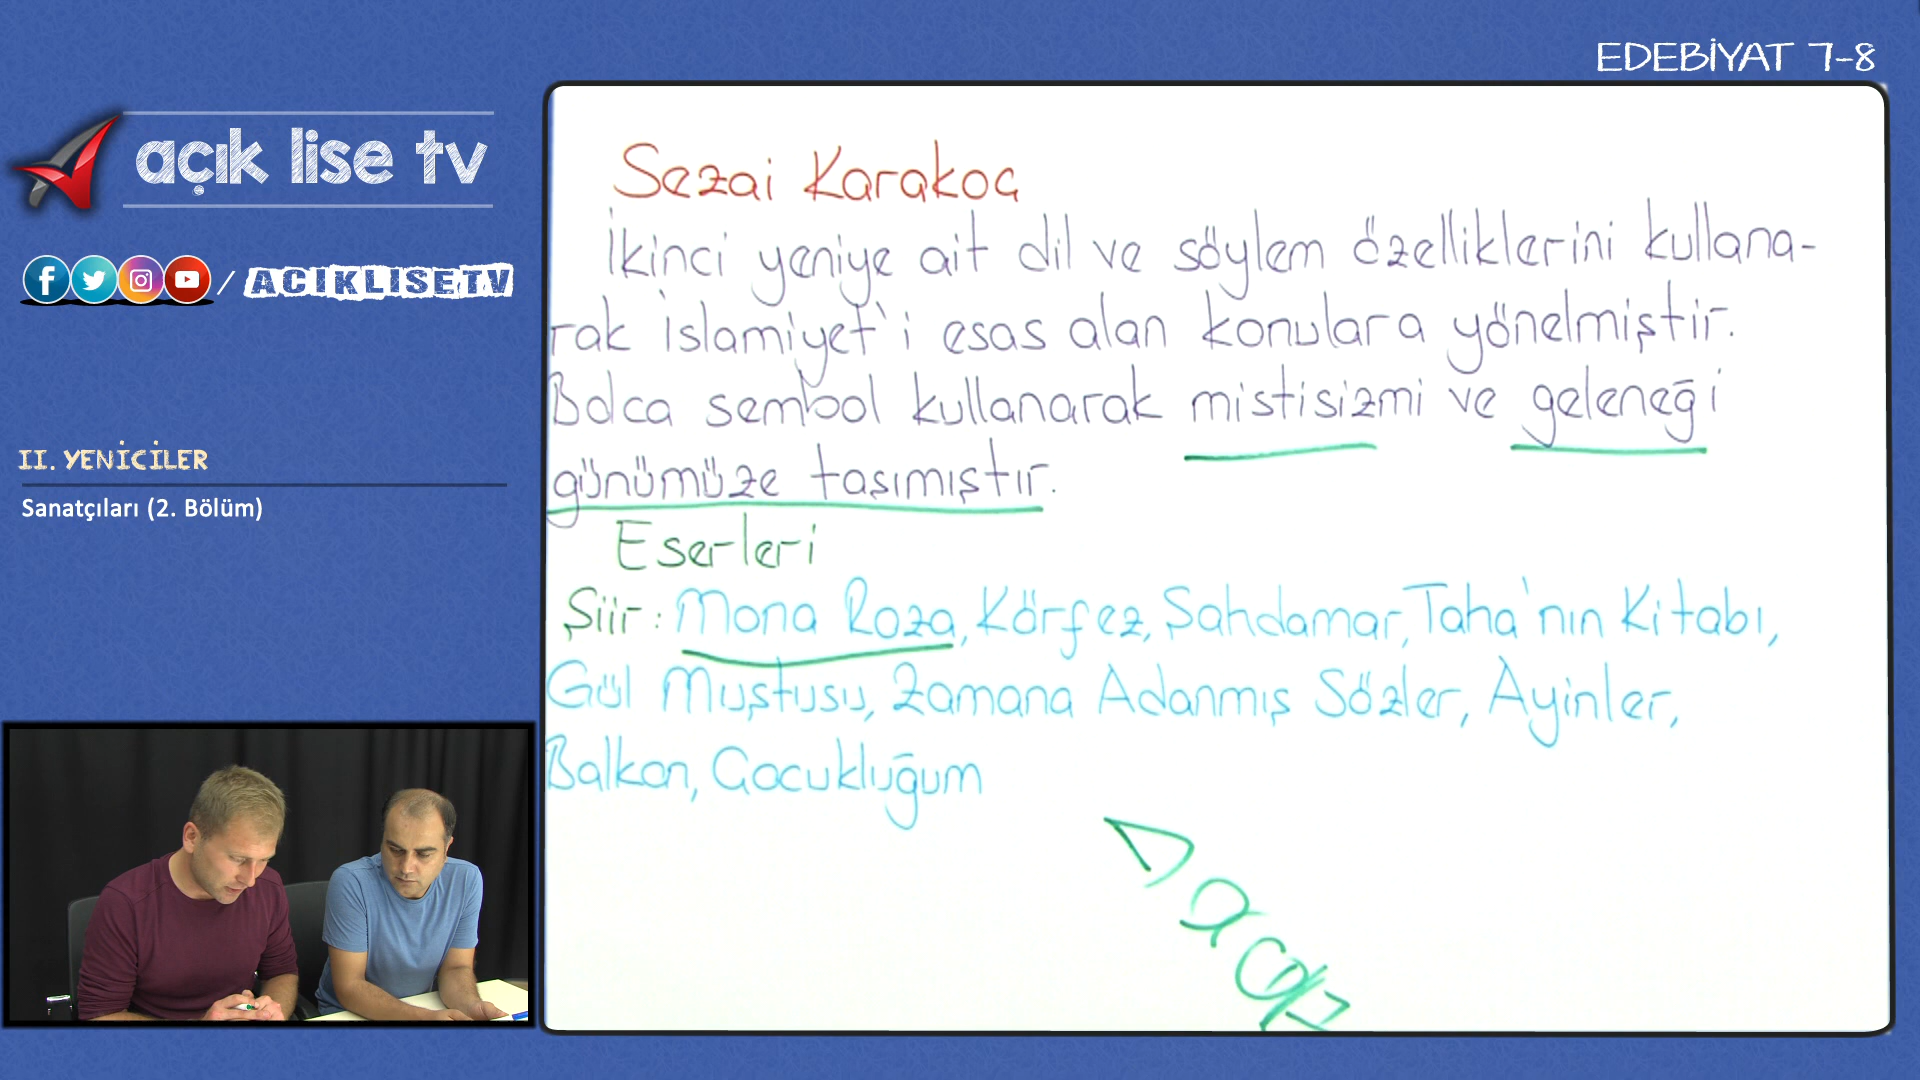 EDEBİYAT 7-8
açık lise tv
/ ACIKLISETV
II. YENİCİLER
Sanatçıları (2. Bölüm)
Sezai Karakoç
İkinci yeniye ait dil ve söylem özelliklerini kullana-
rak İslamiyet'i esas alan konulara yönelmiştir.
Bolca sembol kullanarak mistisizmi ve geleneği
günümüze taşımıştır.
Eserleri
Şiir: Mona Roza, Körfez, Şahdamar, Taha'nın Kitabı,
Gül Muştusu, Zamana Adanmış Sözler, Ayinler,
Balkon, Çocukluğum